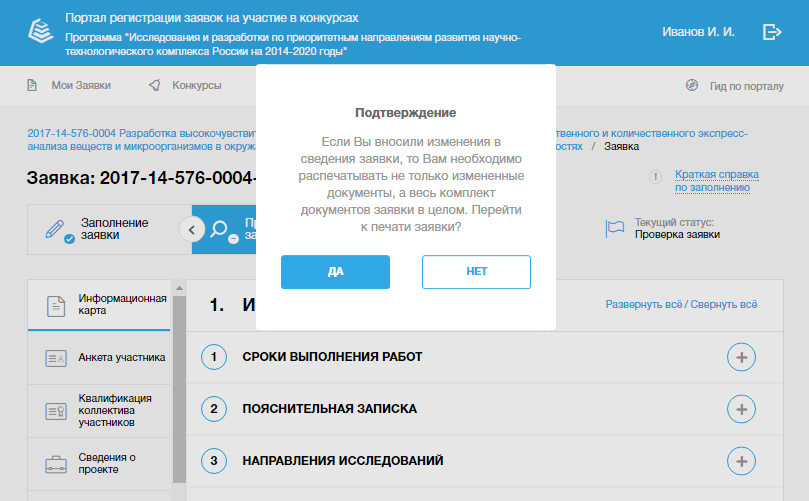 Портал регистрации заявок на участие в конкурсах
Программа "Исследования и разработки по приоритетным направлениям развития научно-
технологического комплекса России на 2014-2020 годы"
Иванов И. И.
Мои Заявки
Конкурсы
Гид по порталу
Подтверждение
Если Вы вносили изменения в
сведения заявки, то Вам необходимо
распечатывать не только измененные
документы, а весь комплект
документов заявки в целом. Перейти
к печати заявки?
ДА
НЕТ
2017-14-576-0004 Разработка высокочувствит
твенного и количественного экспресс-
анализа веществ и микроорганизмов в окруж
остях / Заявка
Заявка: 2017-14-576-0004-
Краткая справка
по заполнению
Заполнение
заявки
Пр
за
Текущий статус:
Проверка заявки
Информационная
карта
Анкета участника
Квалификация
коллектива
участников
Сведения о
проекте
1. И
Развернуть всё / Свернуть всё
1 СРОКИ ВЫПОЛНЕНИЯ РАБОТ
2 ПОЯСНИТЕЛЬНАЯ ЗАПИСКА
3 НАПРАВЛЕНИЯ ИССЛЕДОВАНИЙ